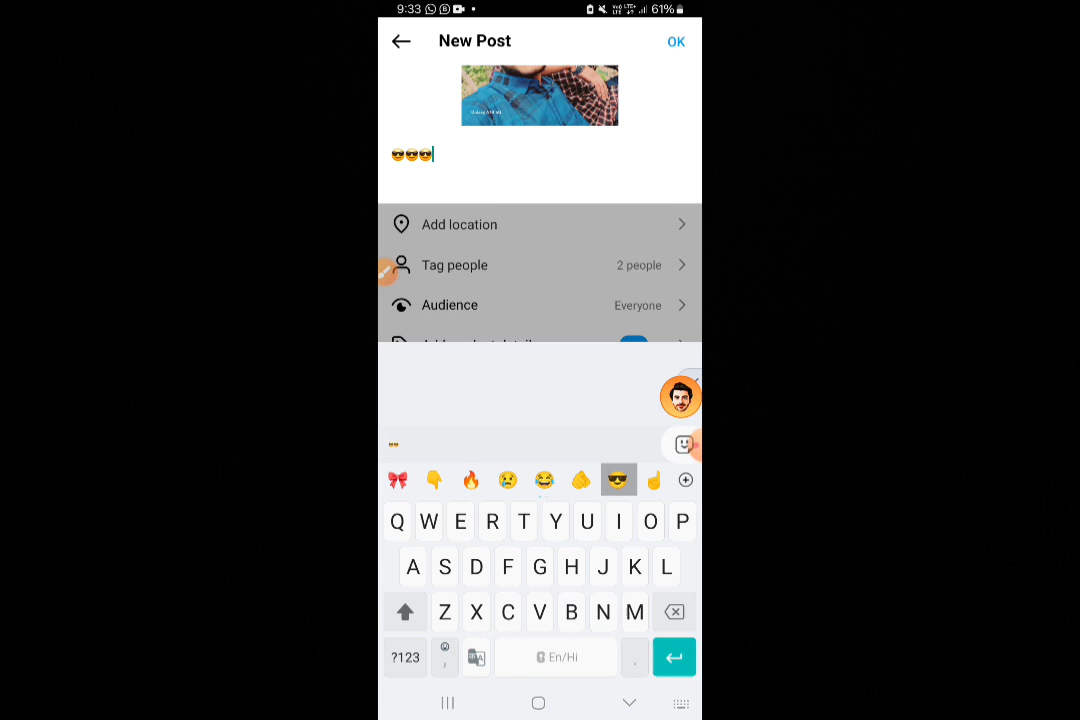 9:33 61%
New Post OK
😎😎😎
Add location
Tag people 2 people
Audience Everyone
Q W E R T Y U I O P
A S D F G H J K L
Z X C V B N M
?123 , En/Hi .